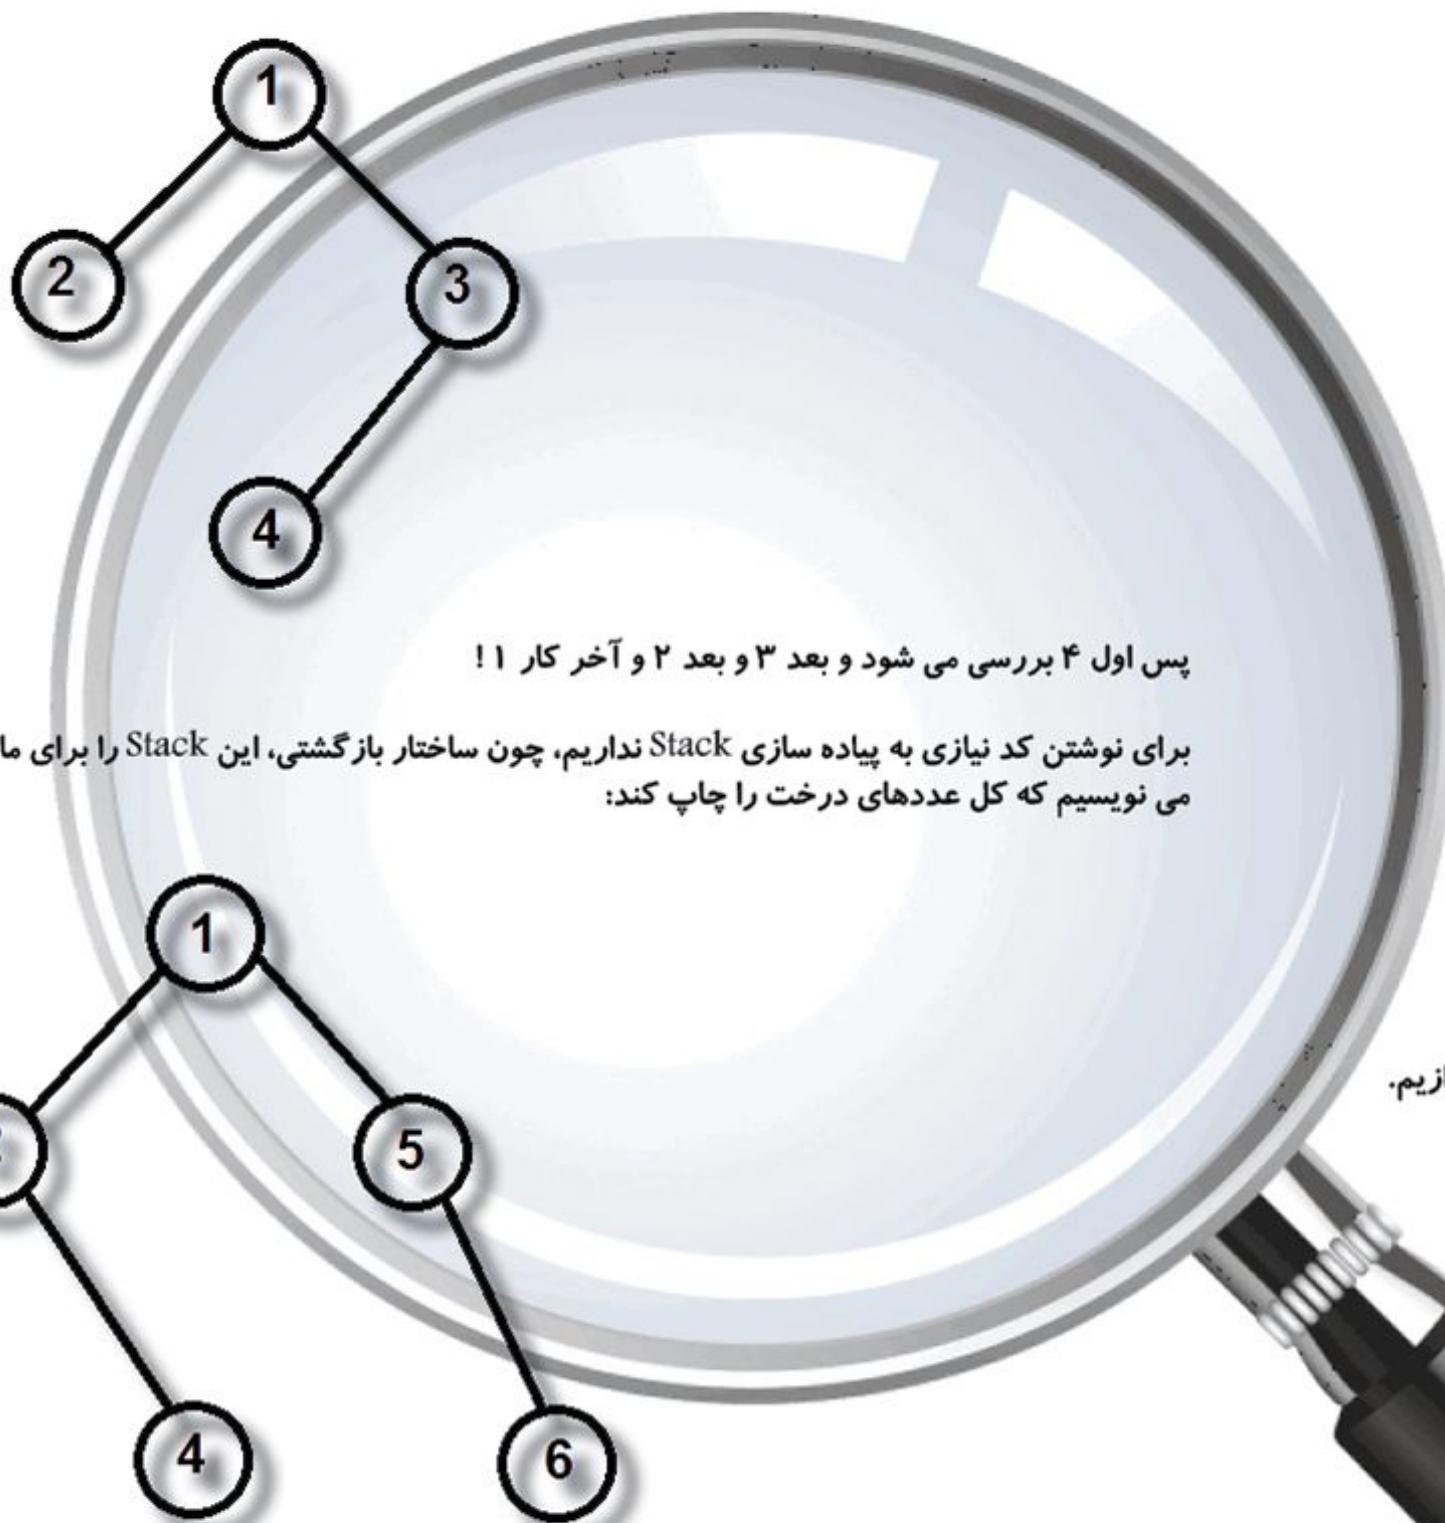 1
2
3
4
پس اول ۴ بررسی می شود و بعد ۳ و بعد ۲ و آخر کار ۱ !
برای نوشتن کد نیازی به پیاده سازی Stack نداریم، چون ساختار بازگشتی، این Stack را برای ما
می نویسیم که کل عددهای درخت را چاپ کند:
1
5
4
6